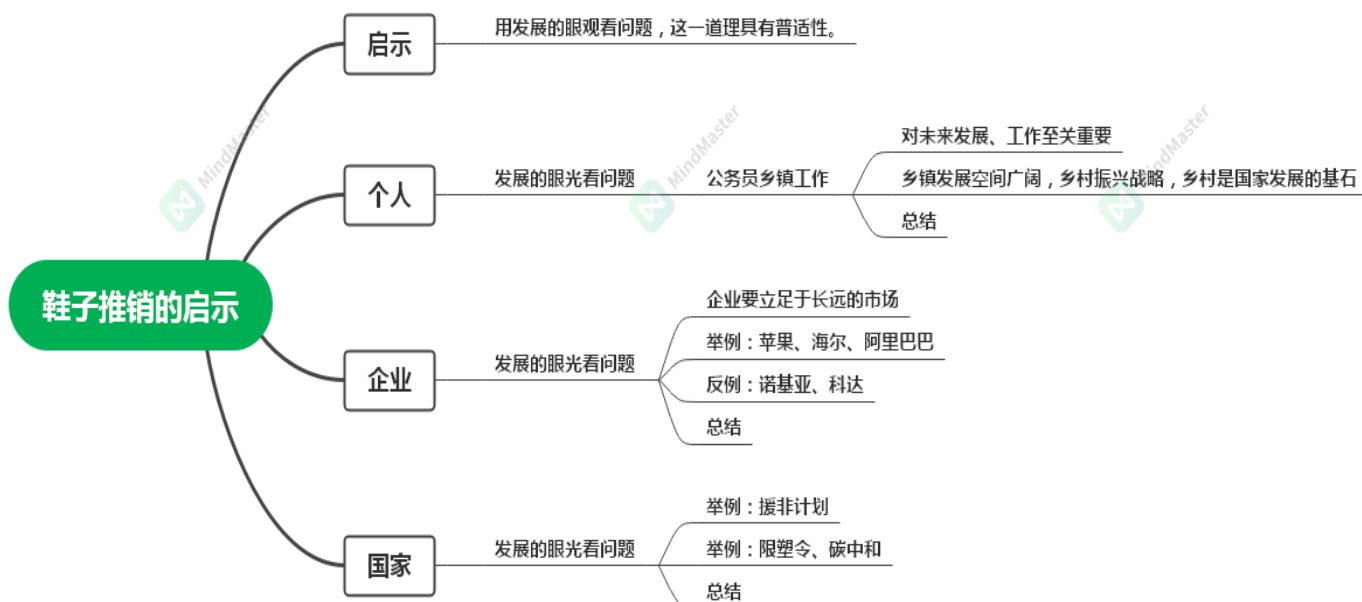 鞋子推销的启示
启示
用发展的眼观看问题，这一道理具有普适性。
个人
发展的眼光看问题
公务员乡镇工作
对未来发展、工作至关重要
乡镇发展空间广阔，乡村振兴战略，乡村是国家发展的基石
总结
企业
发展的眼光看问题
企业要立足于长远的市场
举例：苹果、海尔、阿里巴巴
反例：诺基亚、科达
总结
国家
发展的眼光看问题
举例：援非计划
举例：限塑令、碳中和
总结
MindMaster
MindMaster
MindMaster